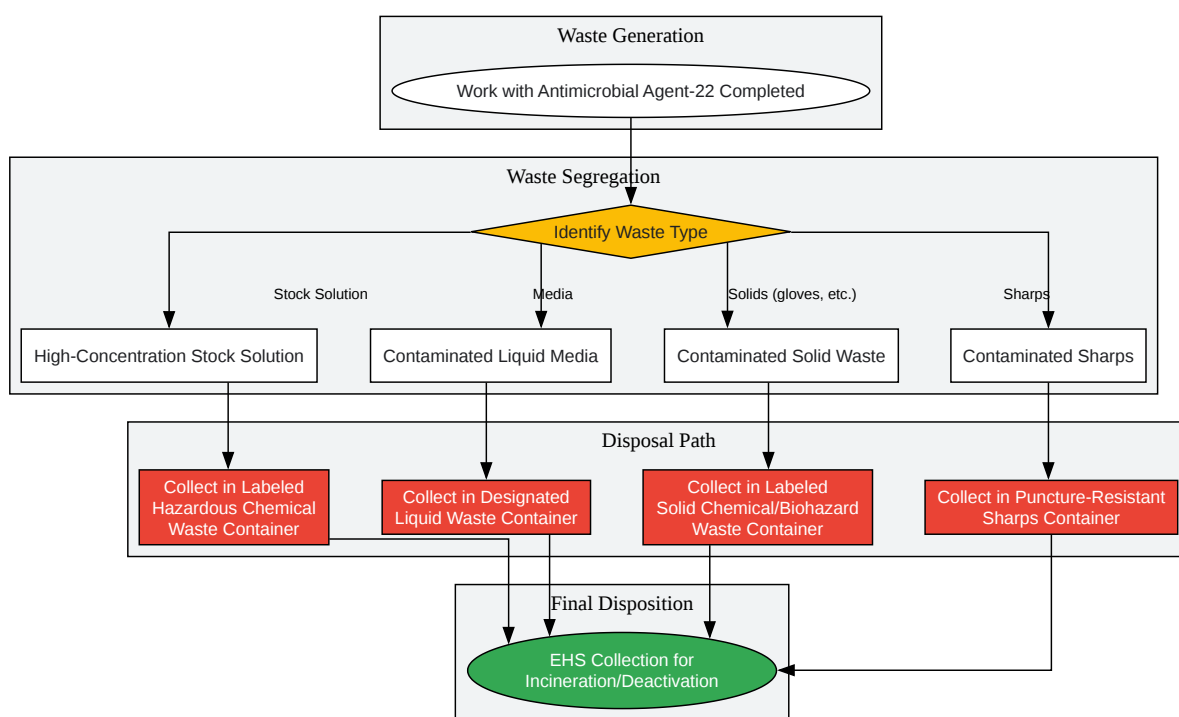 Waste Generation
Work with Antimicrobial Agent-22 Completed
Waste Segregation
Identify Waste Type
Stock Solution
Media
Solids (gloves, etc.)
Sharps
High-Concentration Stock Solution
Contaminated Liquid Media
Contaminated Solid Waste
Contaminated Sharps
Disposal Path
Collect in Labeled
Hazardous Chemical
Waste Container
Collect in Designated
Liquid Waste Container
Collect in Labeled
Solid Chemical/Biohazard
Waste Container
Collect in Puncture-Resistant
Sharps Container
Final Disposition
EHS Collection for
Incineration/Deactivation